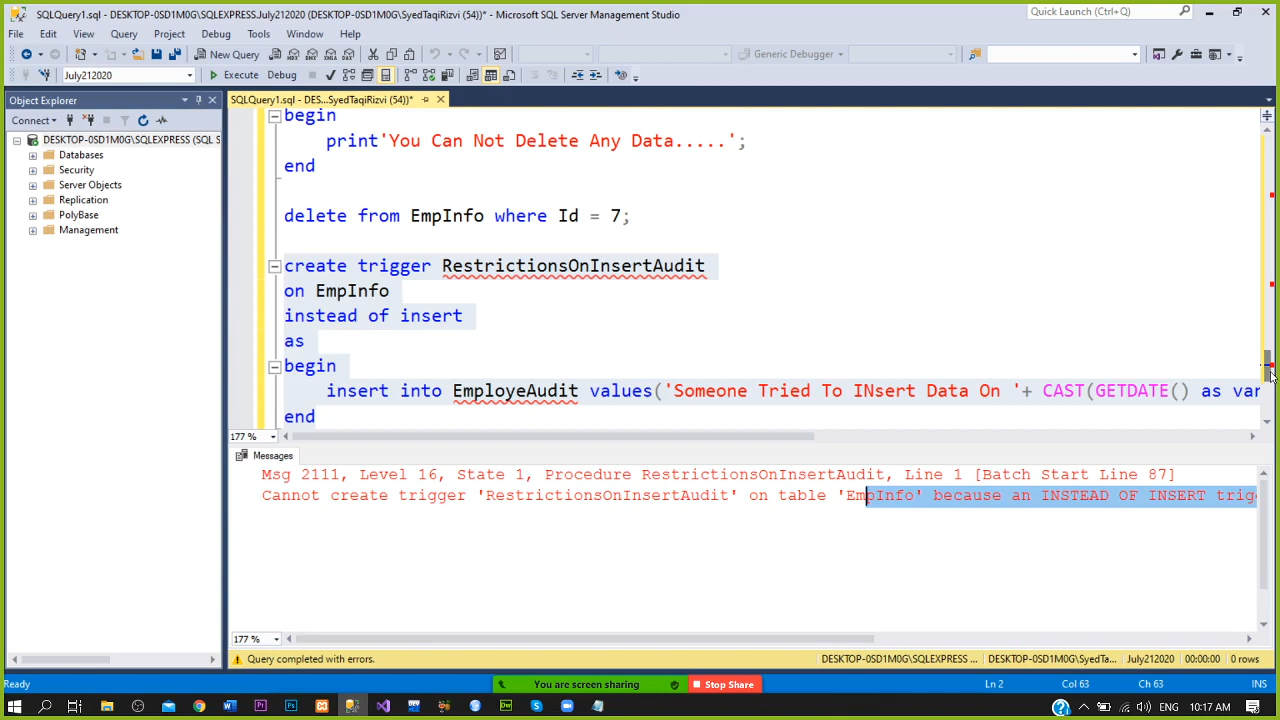 SQLQuery1.sql - DESKTOP-0SD1M0G\SQLEXPRESS.July212020 (DESKTOP-0SD1M0G\SyedTaqiRizvi (54))* - Microsoft SQL Server Management Studio
Quick Launch (Ctrl+Q)
File Edit View Query Project Debug Tools Window Help
New Query
Generic Debugger
July212020 Execute Debug
Object Explorer
SQLQuery1.sql - DES...SyedTaqiRizvi (54))*
Connect
DESKTOP-0SD1M0G\SQLEXPRESS (SQL S
Databases
Security
Server Objects
Replication
PolyBase
Management
begin
print'You Can Not Delete Any Data.....';
end
delete from EmpInfo where Id = 7;
create trigger RestrictionsOnInsertAudit
on EmpInfo
instead of insert
as
begin
insert into EmployeAudit values('Someone Tried To INsert Data On '+ CAST(GETDATE() as var
end
177 %
Messages
Msg 2111, Level 16, State 1, Procedure RestrictionsOnInsertAudit, Line 1 [Batch Start Line 87]
Cannot create trigger 'RestrictionsOnInsertAudit' on table 'EmpInfo' because an INSTEAD OF INSERT trig
177 %
Query completed with errors.
DESKTOP-0SD1M0G\SQLEXPRESS ... DESKTOP-0SD1M0G\SyedTa... July212020 00:00:00 0 rows
Ready
You are screen sharing
Stop Share
Ln 2 Col 63 Ch 63 INS
ENG 10:17 AM